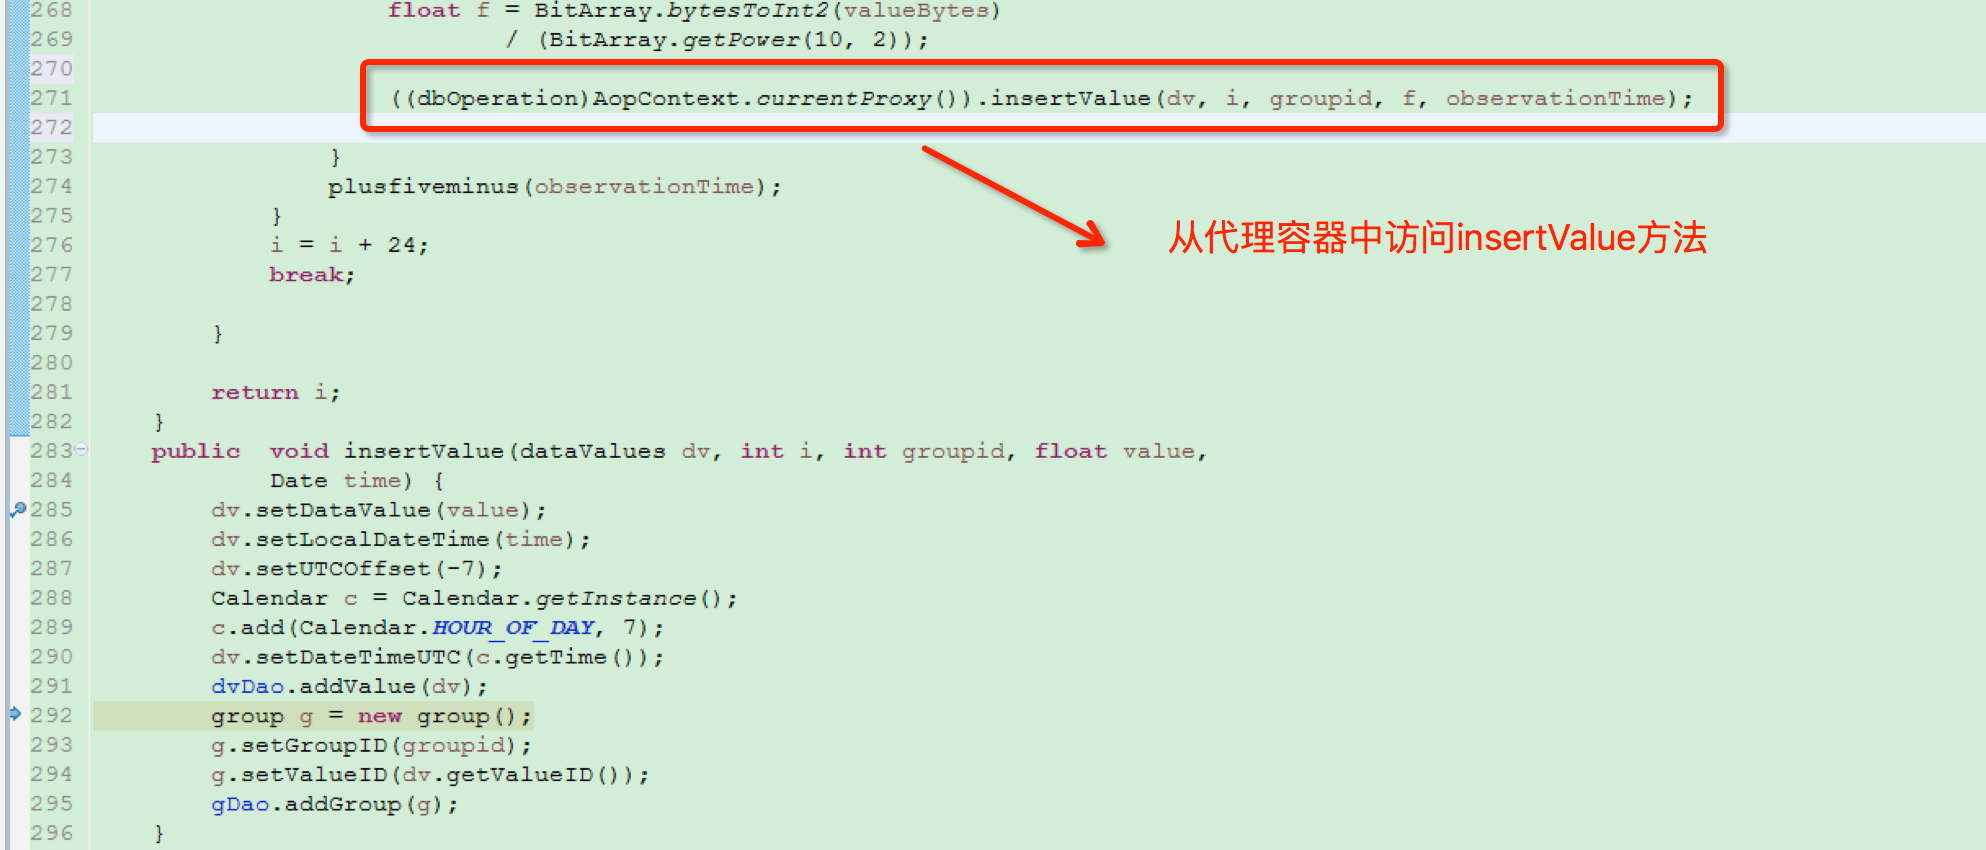 268 float f = BitArray.bytesToInt2(valueBytes)
269 / (BitArray.getPower(10, 2));
270
271 ((dbOperation)AopContext.currentProxy()).insertValue(dv, i, groupid, f, observationTime);
272
273 }
274 plusfiveminus(observationTime);
从代理容器中访问insertValue方法
275 }
276 i = i + 24;
277 break;
278
279 }
280
281 return i;
282 }
283 public void insertValue(dataValues dv, int i, int groupid, float value,
284 Date time) {
285 dv.setDataValue(value);
286 dv.setLocalDateTime(time);
287 dv.setUTCOffset(-7);
288 Calendar c = Calendar.getInstance();
289 c.add(Calendar.HOUR_OF_DAY, 7);
290 dv.setDateTimeUTC(c.getTime());
291 dvDao.addValue(dv);
292 group g = new group();
293 g.setGroupID(groupid);
294 g.setValueID(dv.getValueID());
295 gDao.addGroup(g);
296 }